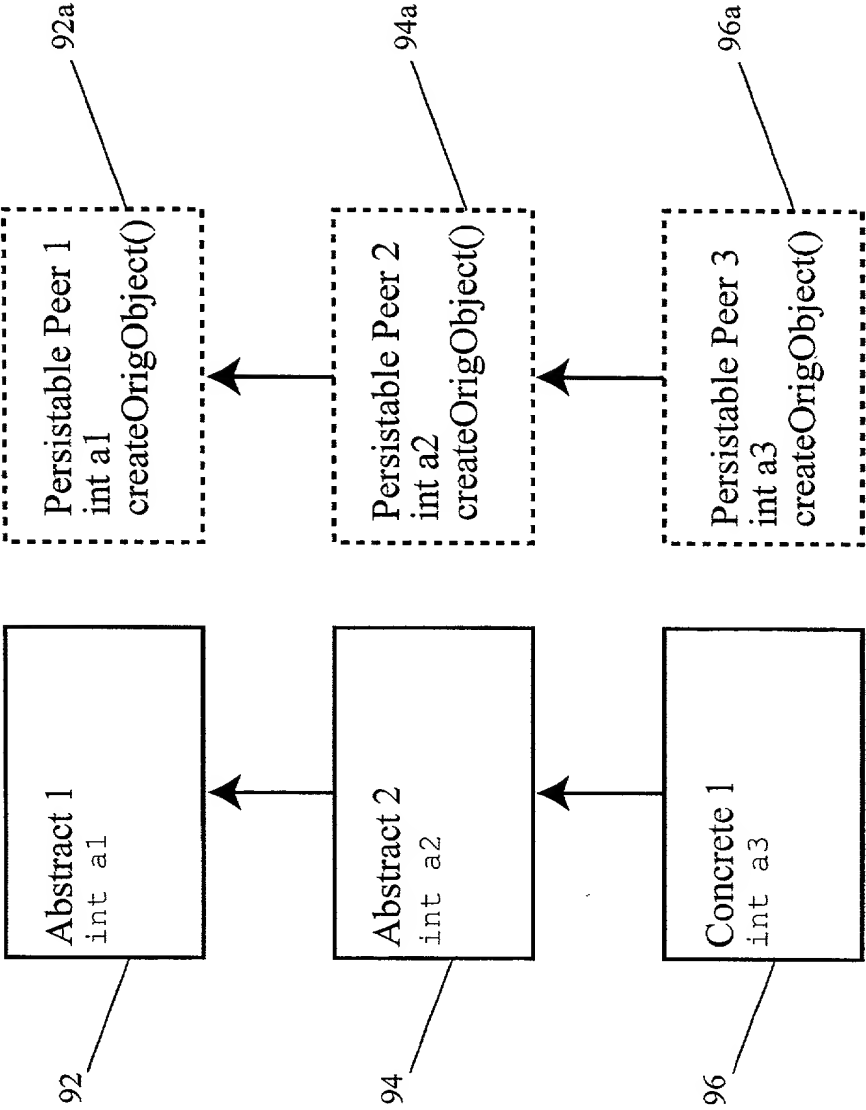 92
Abstract 1
int a1
Persistable Peer 1
int a1
createOrigObject()
92a
94
Abstract 2
int a2
Persistable Peer 2
int a2
createOrigObject()
94a
96
Concrete 1
int a3
Persistable Peer 3
int a3
createOrigObject()
96a